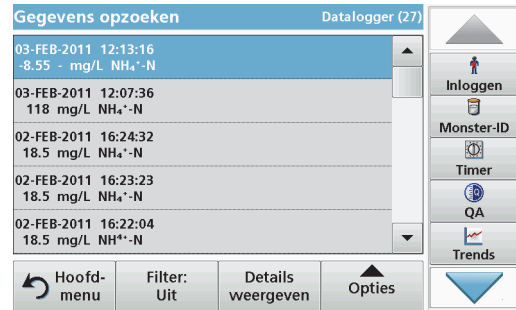 Gegevens opzoeken
Datalogger (27)
03-FEB-2011 12:13:16
-8.55 - mg/L NH₄⁺-N
03-FEB-2011 12:07:36
118 mg/L NH₄⁺-N
02-FEB-2011 16:24:32
18.5 mg/L NH₄⁺-N
02-FEB-2011 16:23:23
18.5 mg/L NH₄⁺-N
02-FEB-2011 16:22:04
18.5 mg/L NH⁴⁺-N
Hoofd-
menu
Filter:
Uit
Details
weergeven
Opties
Inloggen
Monster-ID
Timer
QA
Trends